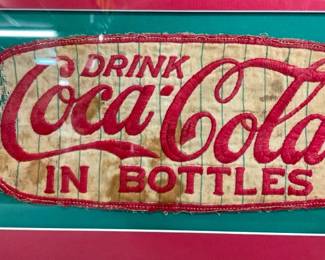 DRINK
Coca-Cola
IN BOTTLES